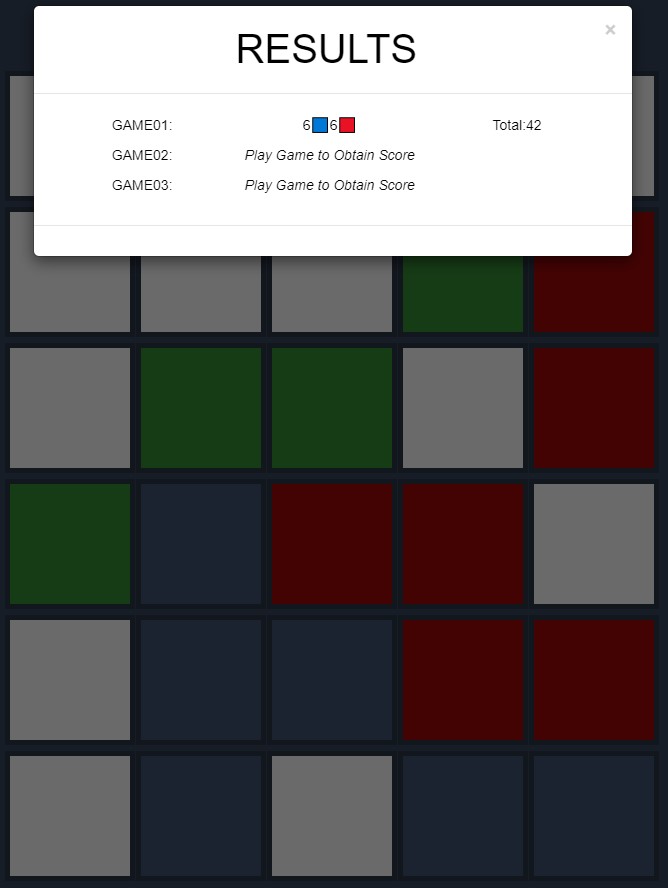 RESULTS ×
GAME01: 6 6 Total:42
GAME02: Play Game to Obtain Score
GAME03: Play Game to Obtain Score